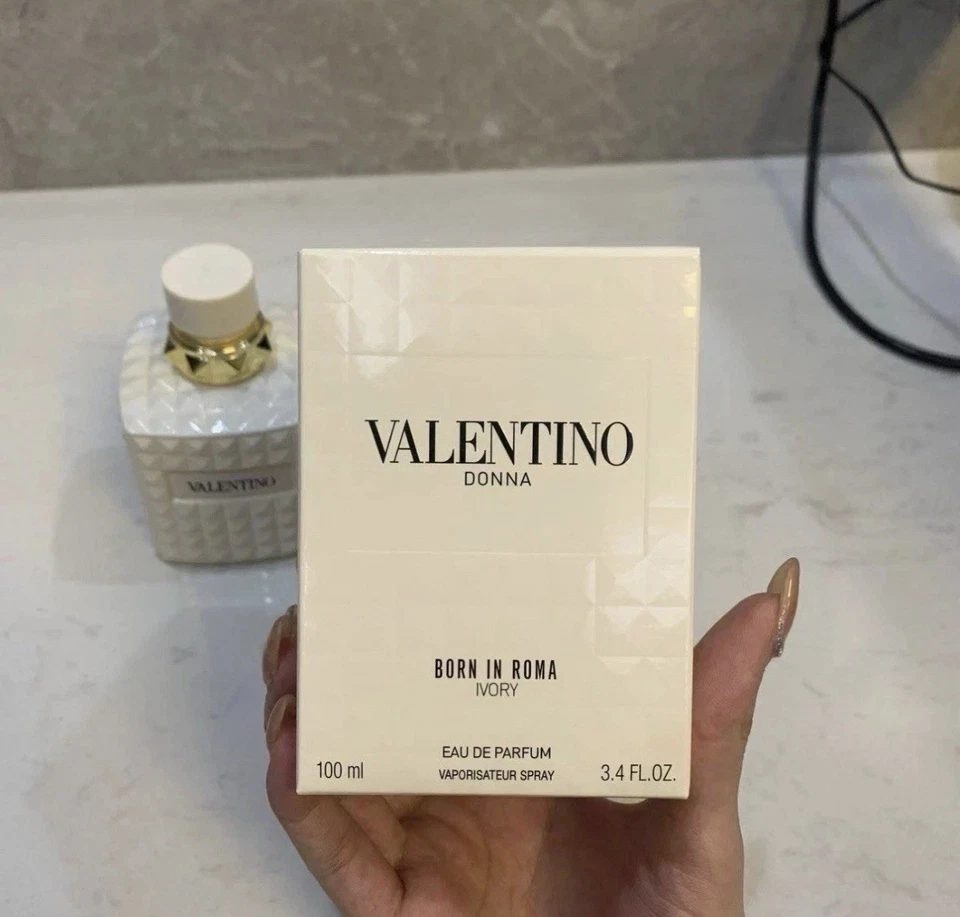 VALENTINO
DONNA
BORN IN ROMA
IVORY
EAU DE PARFUM
VAPORISATEUR SPRAY
100 ml
3.4 FL.OZ.
VALENTINO